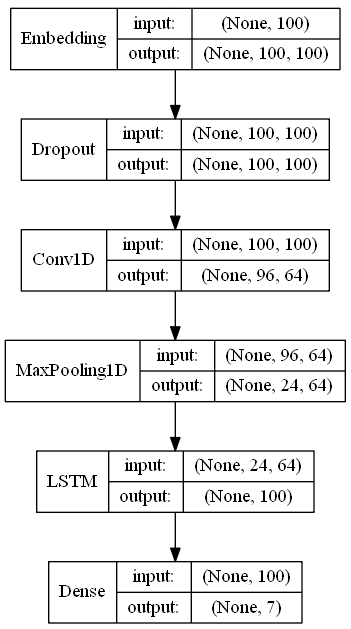 Embedding
input: (None, 100)
output: (None, 100, 100)
Dropout
input: (None, 100, 100)
output: (None, 100, 100)
Conv1D
input: (None, 100, 100)
output: (None, 96, 64)
MaxPooling1D
input: (None, 96, 64)
output: (None, 24, 64)
LSTM
input: (None, 24, 64)
output: (None, 100)
Dense
input: (None, 100)
output: (None, 7)